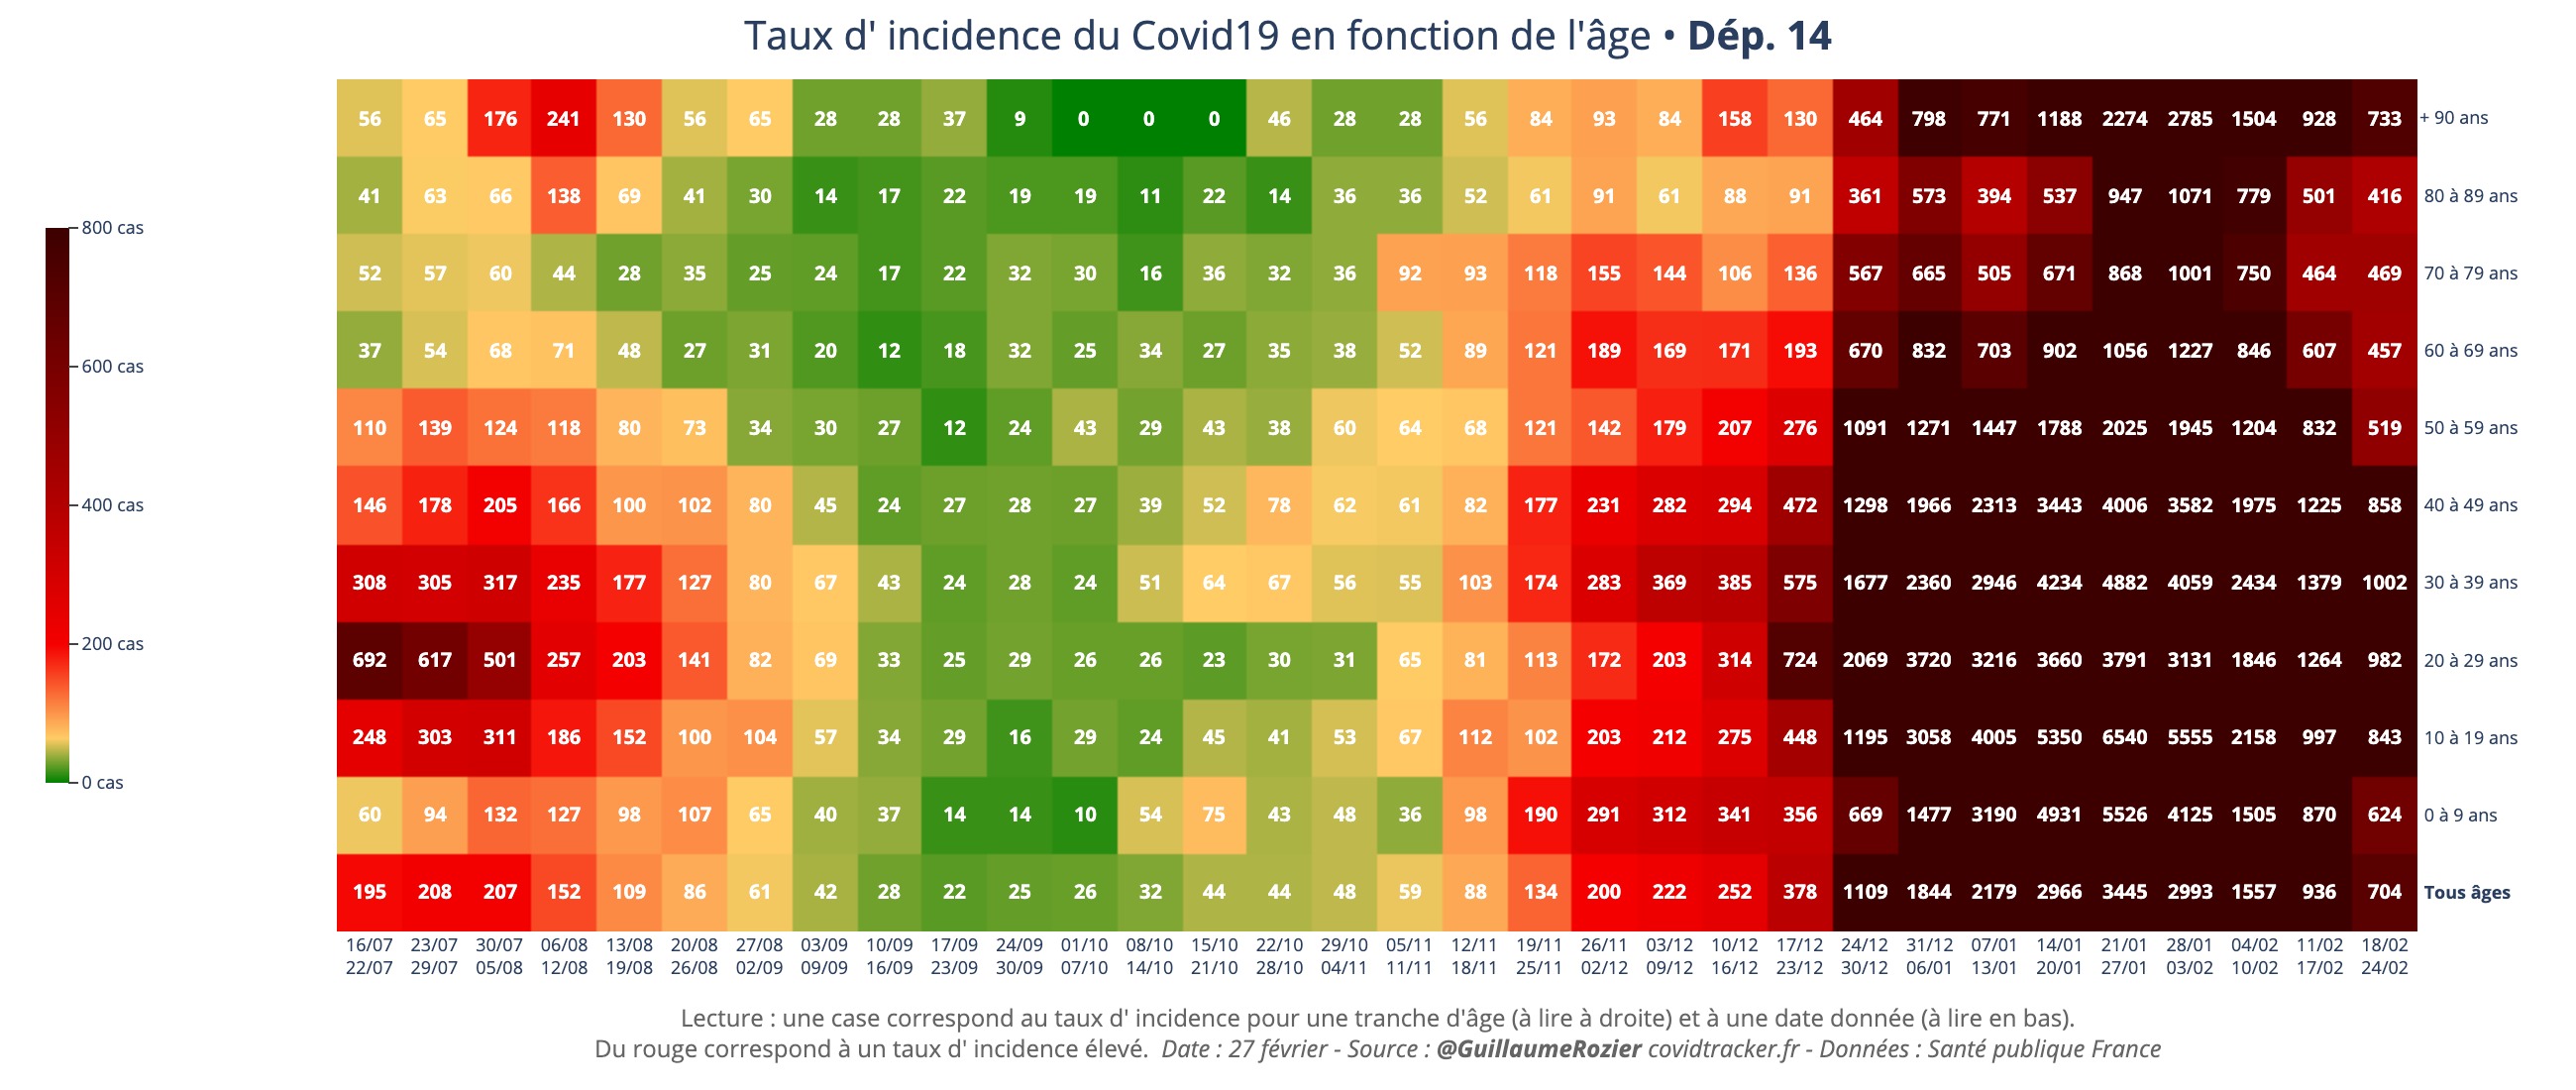 Taux d' incidence du Covid19 en fonction de l'âge • Dép. 14
800 cas
600 cas
400 cas
200 cas
0 cas
56 65 176 241 130 56 65 28 28 37 9 0 0 0 46 28 28 56 84 93 84 158 130 464 798 771 1188 2274 2785 1504 928 733 + 90 ans
41 63 66 138 69 41 30 14 17 22 19 19 11 22 14 36 36 52 61 91 61 88 91 361 573 394 537 947 1071 779 501 416 80 à 89 ans
52 57 60 44 28 35 25 24 17 22 32 30 16 36 32 36 92 93 118 155 144 106 136 567 665 505 671 868 1001 750 464 469 70 à 79 ans
37 54 68 71 48 27 31 20 12 18 32 25 34 27 35 38 52 89 121 189 169 171 193 670 832 703 902 1056 1227 846 607 457 60 à 69 ans
110 139 124 118 80 73 34 30 27 12 24 43 29 43 38 60 64 68 121 142 179 207 276 1091 1271 1447 1788 2025 1945 1204 832 519 50 à 59 ans
146 178 205 166 100 102 80 45 24 27 28 27 39 52 78 62 61 82 177 231 282 294 472 1298 1966 2313 3443 4006 3582 1975 1225 858 40 à 49 ans
308 305 317 235 177 127 80 67 43 24 28 24 51 64 67 56 55 103 174 283 369 385 575 1677 2360 2946 4234 4882 4059 2434 1379 1002 30 à 39 ans
692 617 501 257 203 141 82 69 33 25 29 26 26 23 30 31 65 81 113 172 203 314 724 2069 3720 3216 3660 3791 3131 1846 1264 982 20 à 29 ans
248 303 311 186 152 100 104 57 34 29 16 29 24 45 41 53 67 112 102 203 212 275 448 1195 3058 4005 5350 6540 5555 2158 997 843 10 à 19 ans
60 94 132 127 98 107 65 40 37 14 14 10 54 75 43 48 36 98 190 291 312 341 356 669 1477 3190 4931 5526 4125 1505 870 624 0 à 9 ans
195 208 207 152 109 86 61 42 28 22 25 26 32 44 44 48 59 88 134 200 222 252 378 1109 1844 2179 2966 3445 2993 1557 936 704 Tous âges
16/07 23/07 30/07 06/08 13/08 20/08 27/08 03/09 10/09 17/09 24/09 01/10 08/10 15/10 22/10 29/10 05/11 12/11 19/11 26/11 03/12 10/12 17/12 24/12 31/12 07/01 14/01 21/01 28/01 04/02 11/02 18/02
22/07 29/07 05/08 12/08 19/08 26/08 02/09 09/09 16/09 23/09 30/09 07/10 14/10 21/10 28/10 04/11 11/11 18/11 25/11 02/12 09/12 16/12 23/12 30/12 06/01 13/01 20/01 27/01 03/02 10/02 17/02 24/02
Lecture : une case correspond au taux d' incidence pour une tranche d'âge (à lire à droite) et à une date donnée (à lire en bas).
Du rouge correspond à un taux d' incidence élevé. Date : 27 février - Source : @GuillaumeRozier covidtracker.fr - Données : Santé publique France